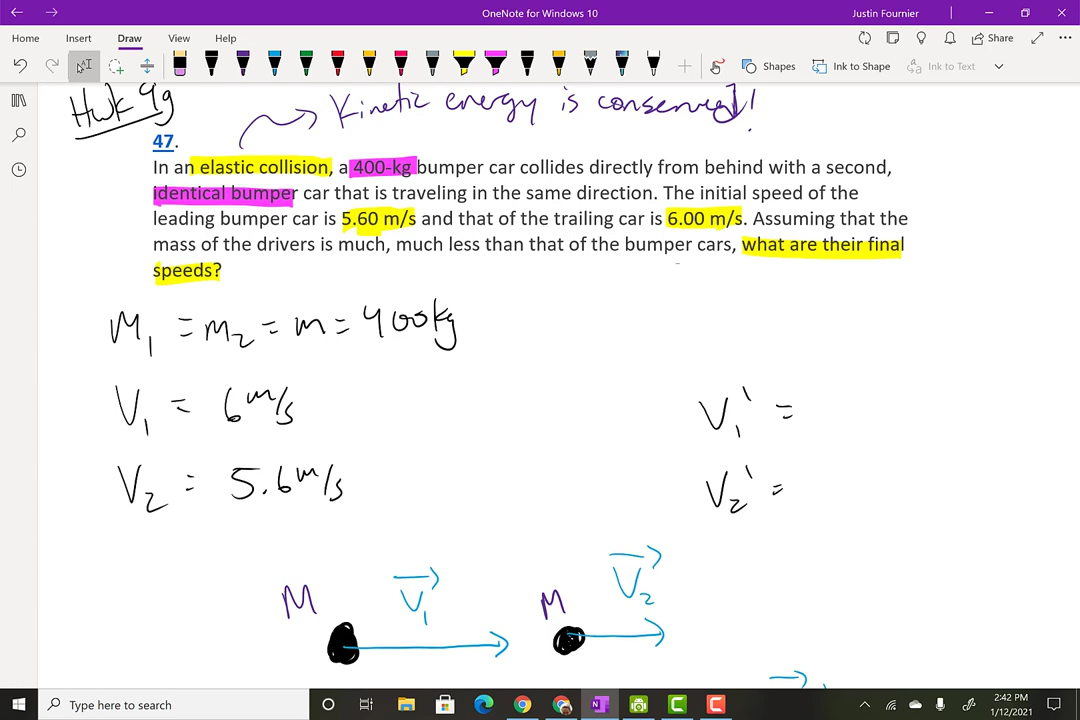 OneNote for Windows 10
Justin Fournier
Home Insert Draw View Help
Share
Shapes Ink to Shape Ink to Text
Hwk 9g
Kinetic energy is conserved!
47.
In an elastic collision, a 400-kg bumper car collides directly from behind with a second,
identical bumper car that is traveling in the same direction. The initial speed of the
leading bumper car is 5.60 m/s and that of the trailing car is 6.00 m/s. Assuming that the
mass of the drivers is much, much less than that of the bumper cars, what are their final
speeds?
M₁ = m₂ = m = 400kg
V₁ = 6 m/s
V₁' =
V₂ = 5.6 m/s
V₂' =
M V₁ M V₂
Type here to search
2:42 PM
1/12/2021